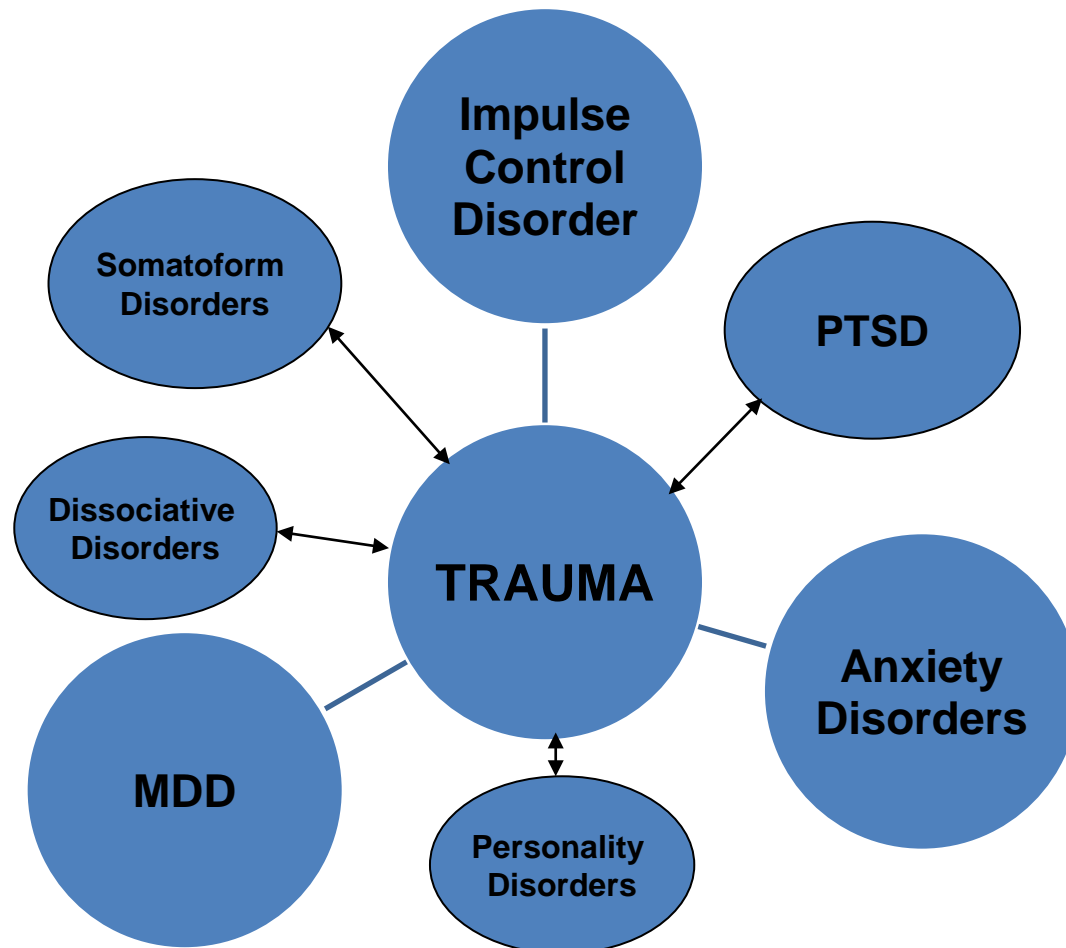 Impulse
Control
Disorder
Somatoform
Disorders
PTSD
Dissociative
Disorders
TRAUMA
Anxiety
Disorders
MDD
Personality
Disorders